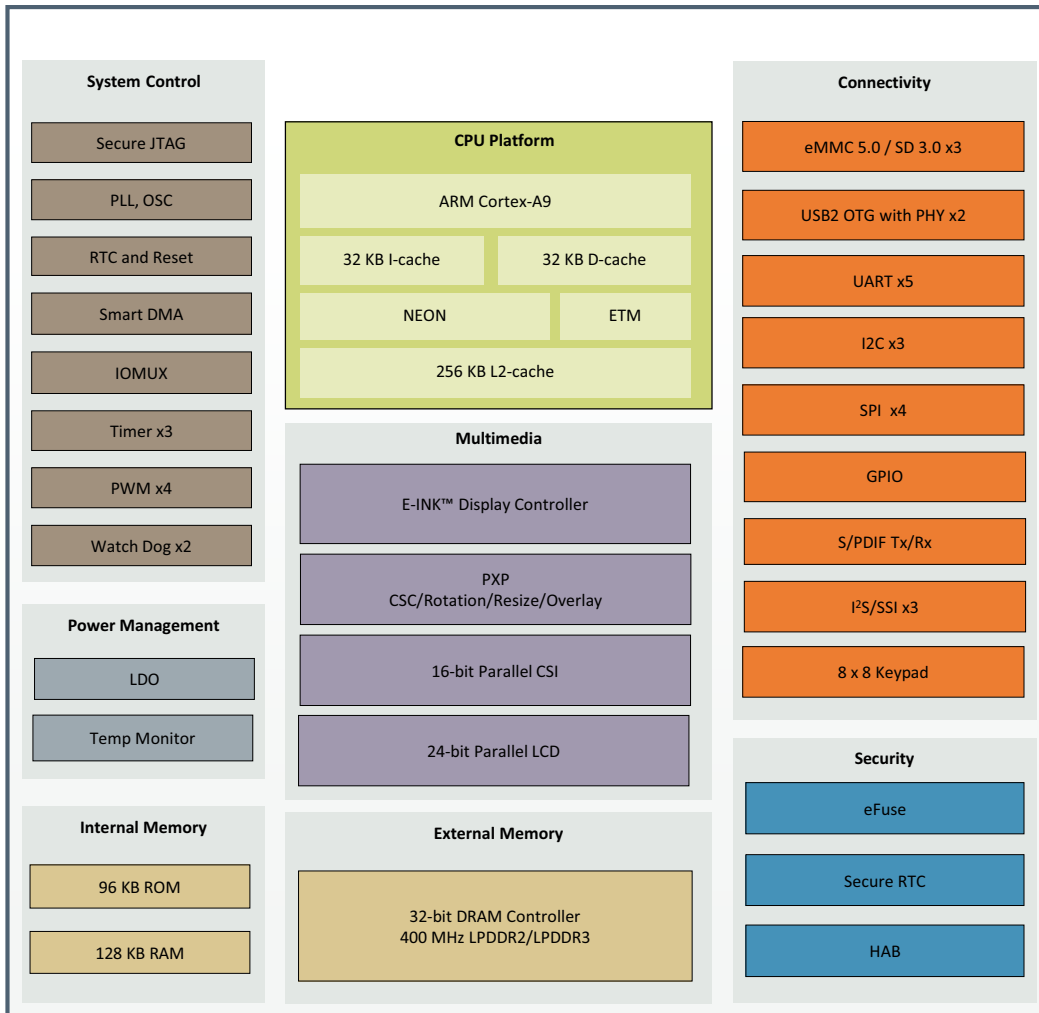 System Control
Secure JTAG
PLL, OSC
RTC and Reset
Smart DMA
IOMUX
Timer x3
PWM x4
Watch Dog x2
Power Management
LDO
Temp Monitor
Internal Memory
96 KB ROM
128 KB RAM
CPU Platform
ARM Cortex-A9
32 KB I-cache
32 KB D-cache
NEON
ETM
256 KB L2-cache
Multimedia
E-INK™ Display Controller
PXP
CSC/Rotation/Resize/Overlay
16-bit Parallel CSI
24-bit Parallel LCD
External Memory
32-bit DRAM Controller
400 MHz LPDDR2/LPDDR3
Connectivity
eMMC 5.0 / SD 3.0 x3
USB2 OTG with PHY x2
UART x5
I2C x3
SPI x4
GPIO
S/PDIF Tx/Rx
I²S/SSI x3
8 x 8 Keypad
Security
eFuse
Secure RTC
HAB